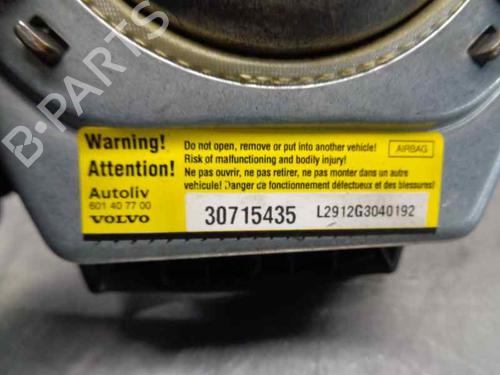 B-PARTS
Warning!
Attention!
Autoliv
601 40 77 00
VOLVO
Do not open, remove or put into another vehicle!
Risk of malfunctioning and bodily injury!
Ne pas ouvrir, ne pas retirer, ne pas mettre dans un autre
vehicule! Danger de fonctionnement défectueux et des blessures!
AIRBAG
30715435
L2912G3040192